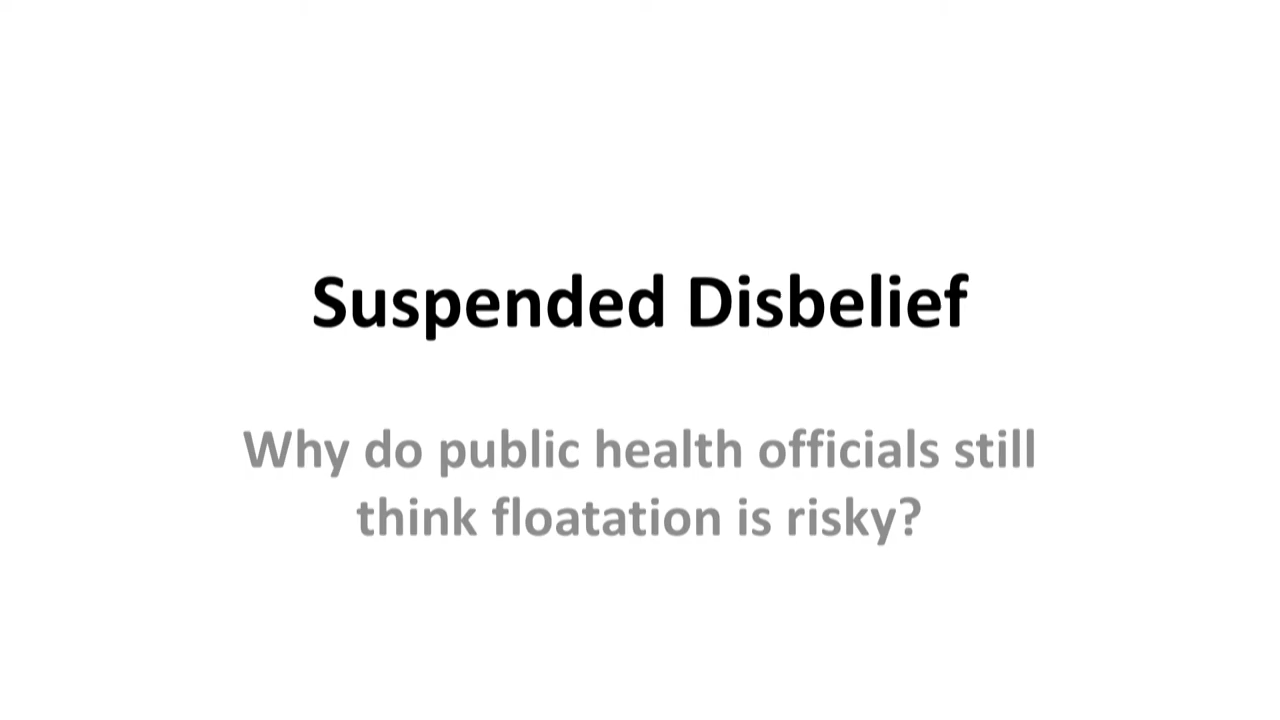 Suspended Disbelief
Why do public health officials still
think floatation is risky?